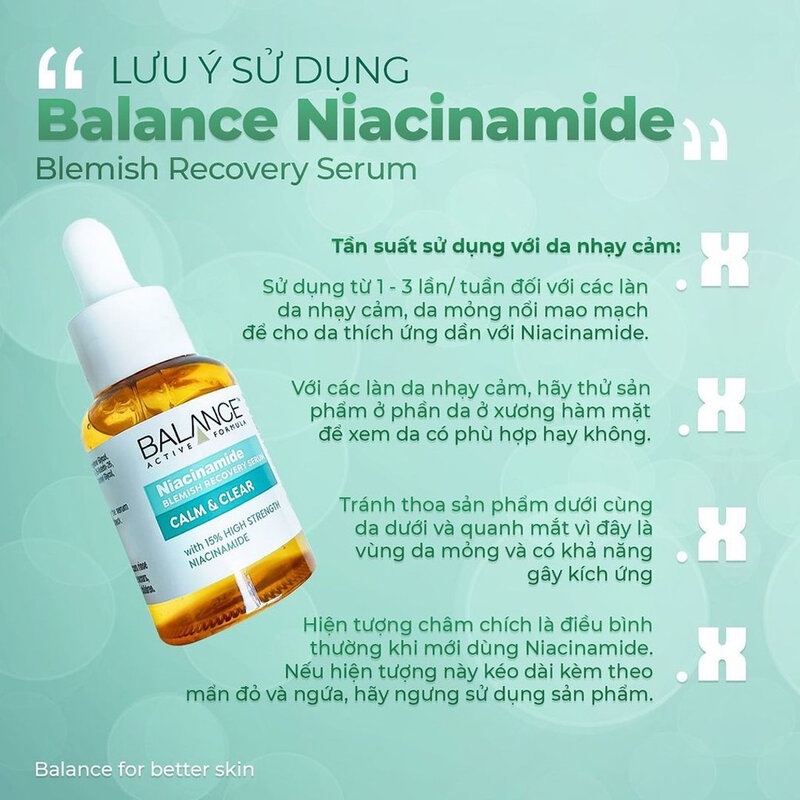 LƯU Ý SỬ DỤNG
Balance Niacinamide
Blemish Recovery Serum
Tần suất sử dụng với da nhạy cảm:
Sử dụng từ 1 - 3 lần/ tuần đối với các làn
da nhạy cảm, da mỏng nổi mao mạch
để cho da thích ứng dần với Niacinamide.
Với các làn da nhạy cảm, hãy thử sản
phẩm ở phần da ở xương hàm mặt
để xem da có phù hợp hay không.
Tránh thoa sản phẩm dưới cùng
da dưới và quanh mắt vì đây là
vùng da mỏng và có khả năng
gây kích ứng
Hiện tượng châm chích là điều bình
thường khi mới dùng Niacinamide.
Nếu hiện tượng này kéo dài kèm theo
mẩn đỏ và ngứa, hãy ngưng sử dụng sản phẩm.
BALANCE™
ACTIVE FORMULA
Niacinamide
BLEMISH RECOVERY SERUM
CALM & CLEAR
with 15% HIGH STRENGTH
NIACINAMIDE
Balance for better skin